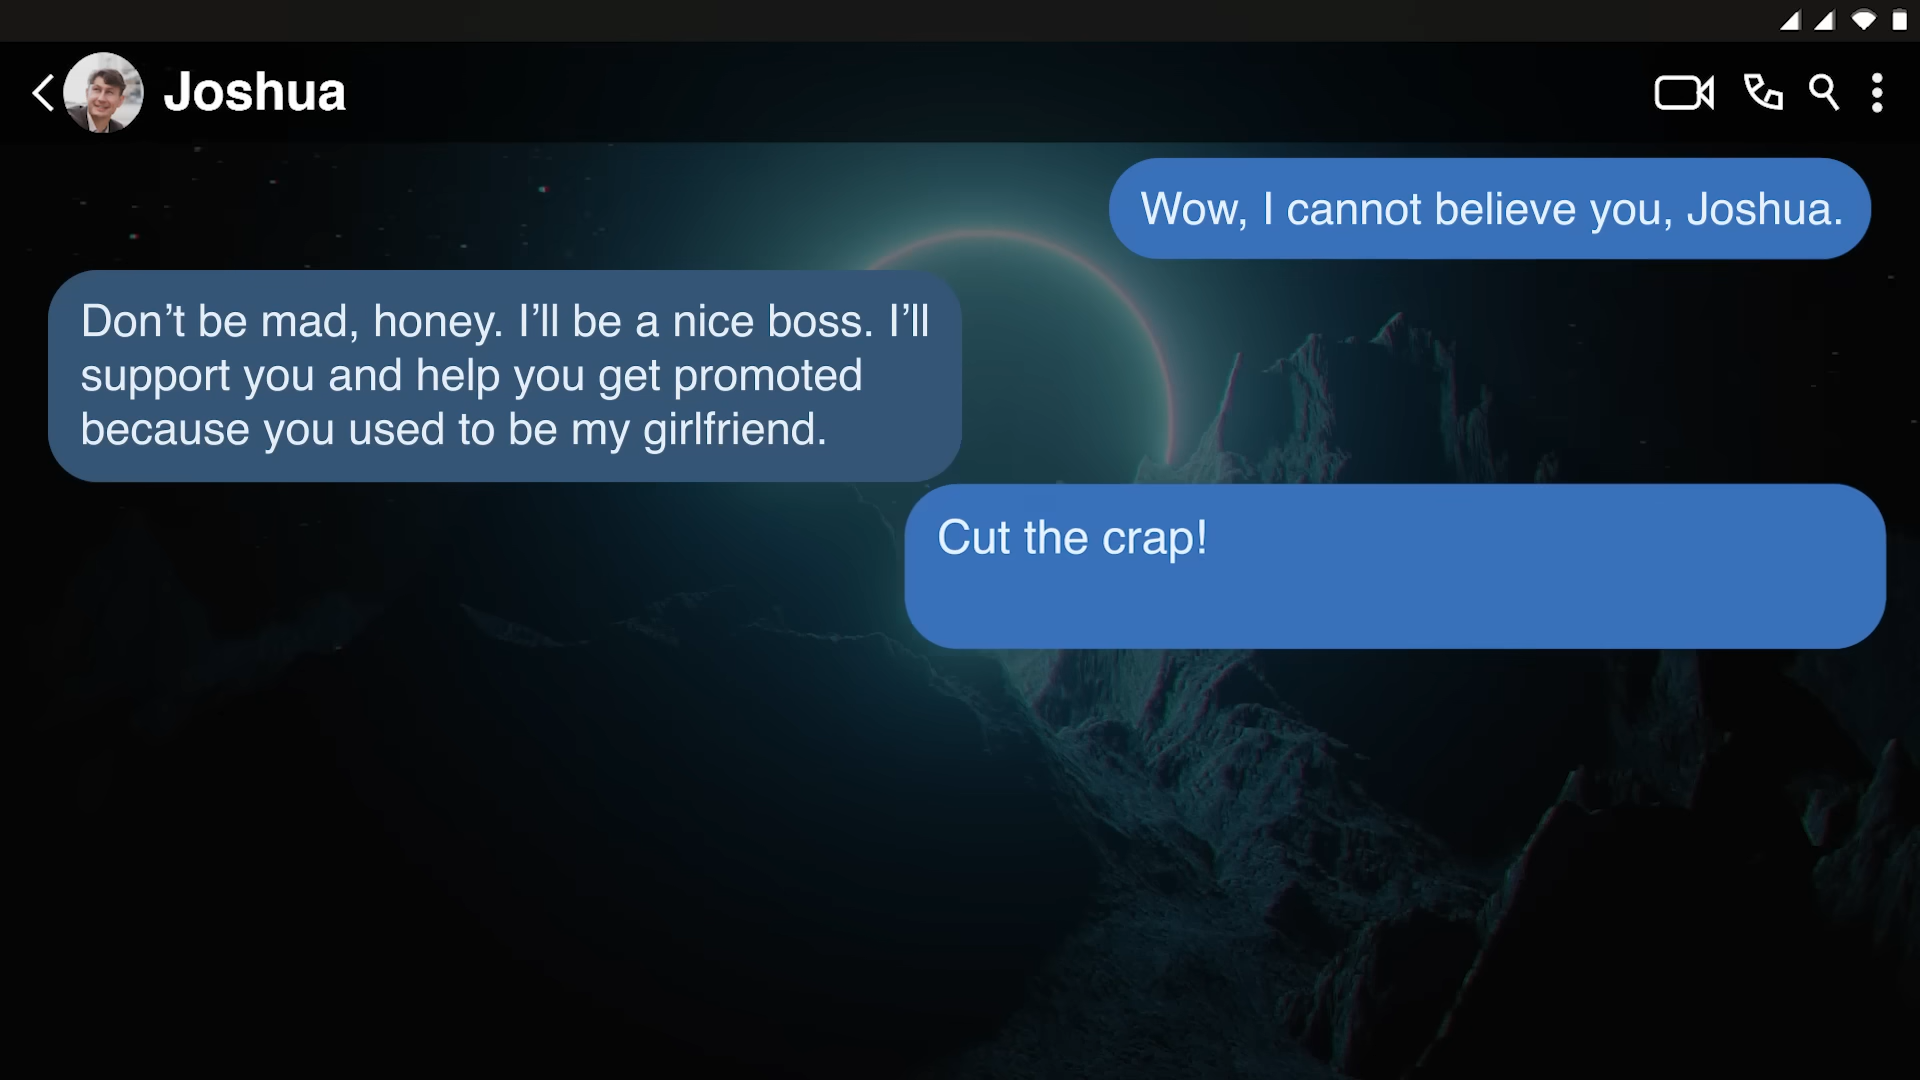 Joshua
Wow, I cannot believe you, Joshua.
Don’t be mad, honey. I’ll be a nice boss. I’ll
support you and help you get promoted
because you used to be my girlfriend.
Cut the crap!